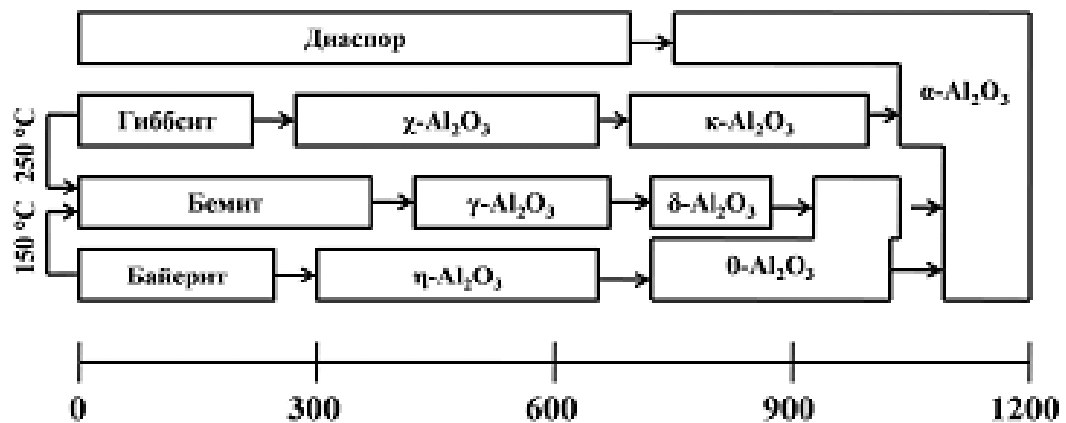 Диаспор
α-Al₂O₃
250 °C
Гиббсит
χ-Al₂O₃
κ-Al₂O₃
150 °C
Бемит
γ-Al₂O₃
δ-Al₂O₃
Байерит
η-Al₂O₃
θ-Al₂O₃
0 300 600 900 1200